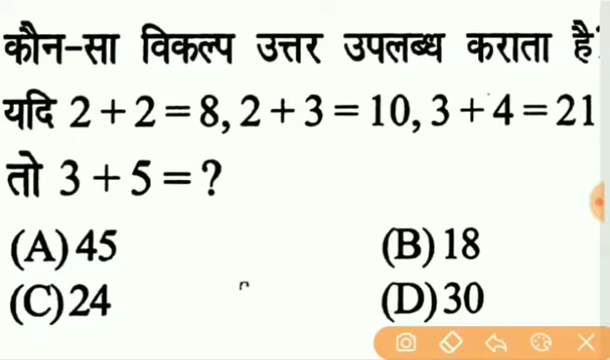 कौन-सा विकल्प उत्तर उपलब्ध कराता है?
यदि 2 + 2 = 8, 2 + 3 = 10, 3 + 4 = 21
तो 3 + 5 = ?
(A) 45 (B) 18
(C) 24 (D) 30